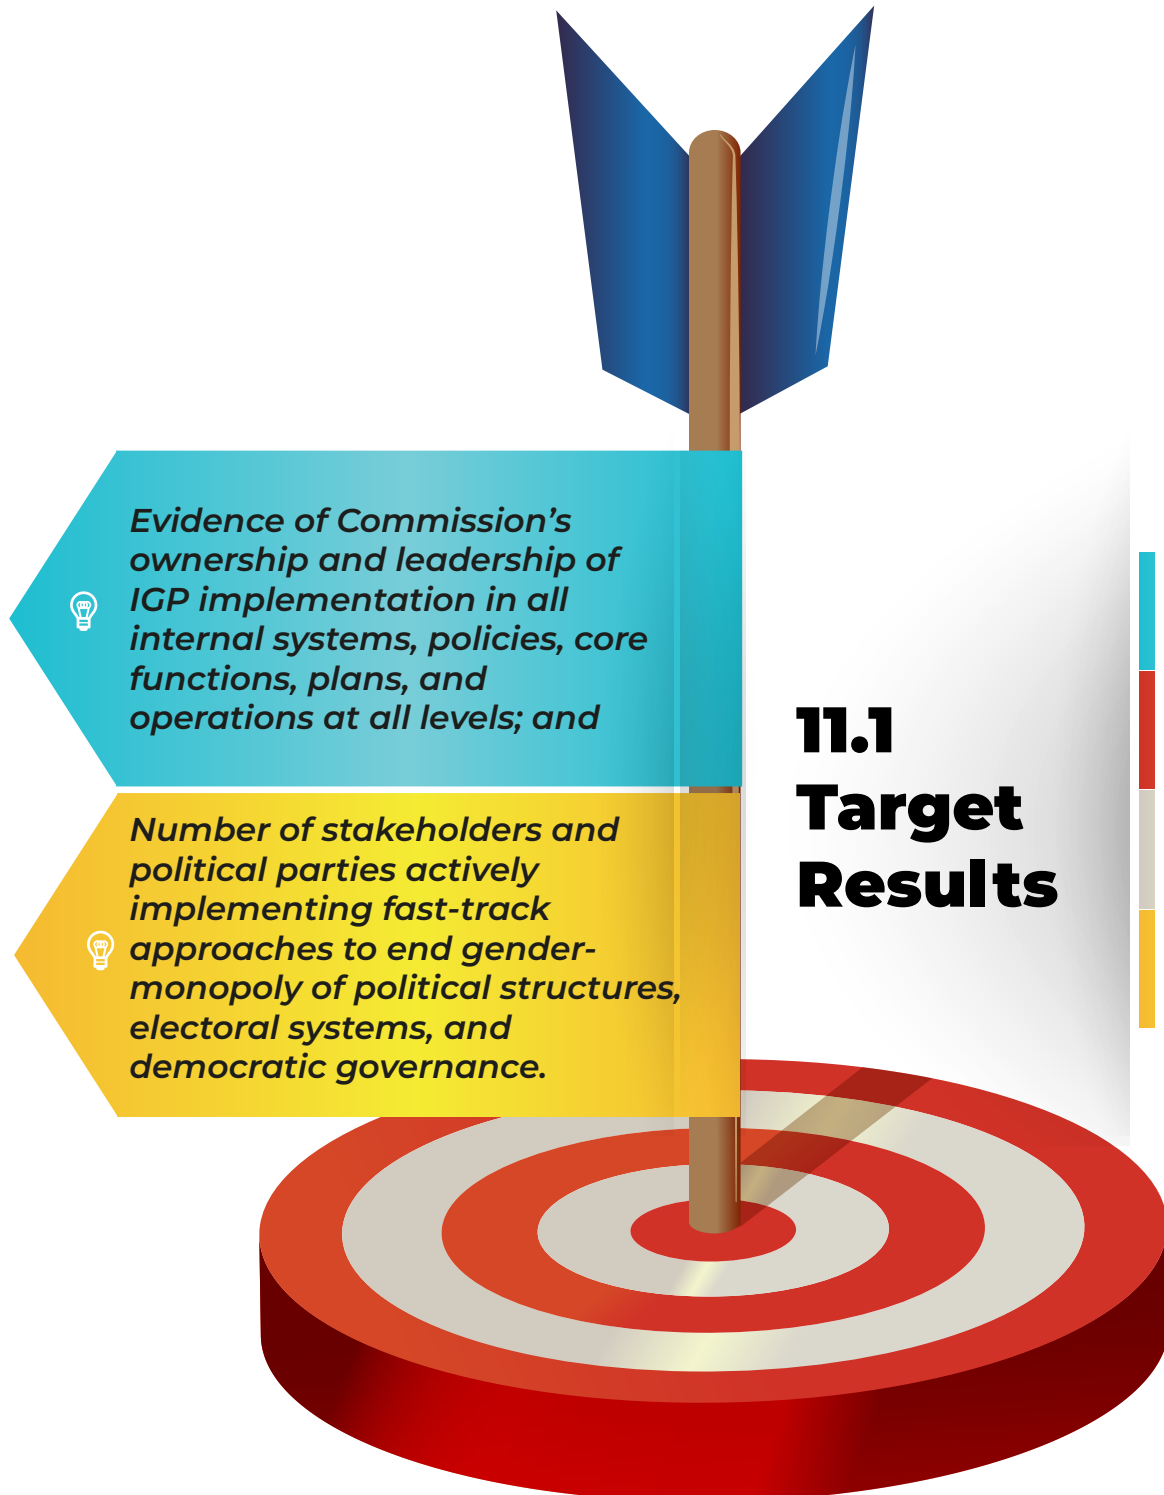 Evidence of Commission’s
ownership and leadership of
IGP implementation in all
internal systems, policies, core
functions, plans, and
operations at all levels; and
Number of stakeholders and
political parties actively
implementing fast-track
approaches to end gender-
monopoly of political structures,
electoral systems, and
democratic governance.
11.1
Target
Results